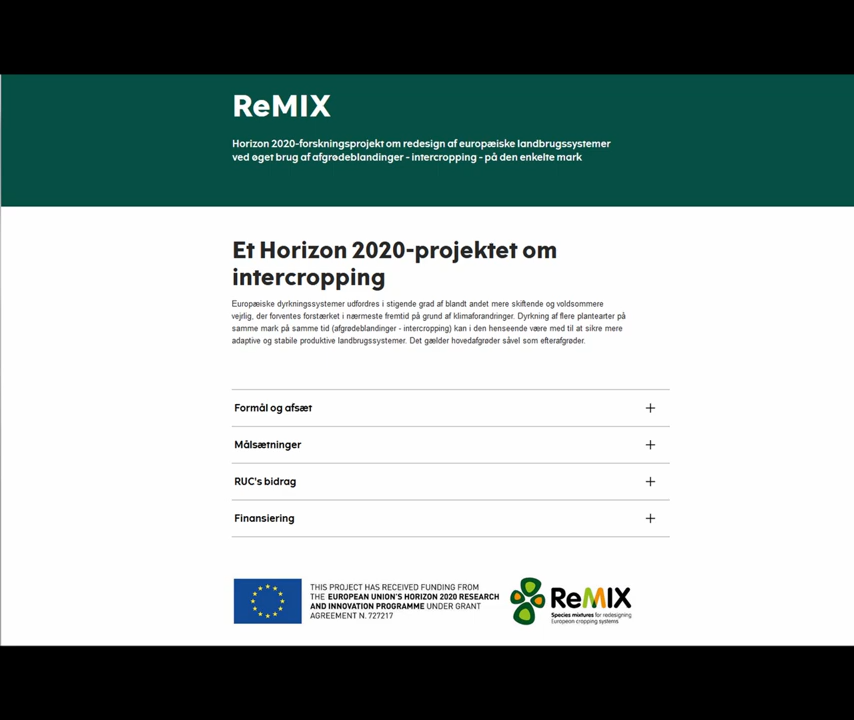 ReMIX
Horizon 2020-forskningsprojekt om redesign af europæiske landbrugssystemer
ved øget brug af afgrødeblandinger - intercropping - på den enkelte mark
Et Horizon 2020-projektet om
intercropping
Europæiske dyrkningssystemer udfordres i stigende grad af blandt andet mere skiftende og voldsomme
vejrlig, der forventes forstærket i nærmeste fremtid på grund af klimaforandringer. Dyrkning af flere plantearter på
samme mark på samme tid (afgrødeblandinger - intercropping) kan i den henseende være med til at sikre mere
adaptive og stabile produktive landbrugssystemer. Det gælder hovedafgrøder såvel som efterafgrøder.
Formål og afsæt
Målsætninger
RUC's bidrag
Finansiering
THIS PROJECT HAS RECEIVED FUNDING FROM
THE EUROPEAN UNION'S HORIZON 2020 RESEARCH
AND INNOVATION PROGRAMME UNDER GRANT
AGREEMENT N. 727217
ReMIX
Species mixtures for redesigning
European cropping systems